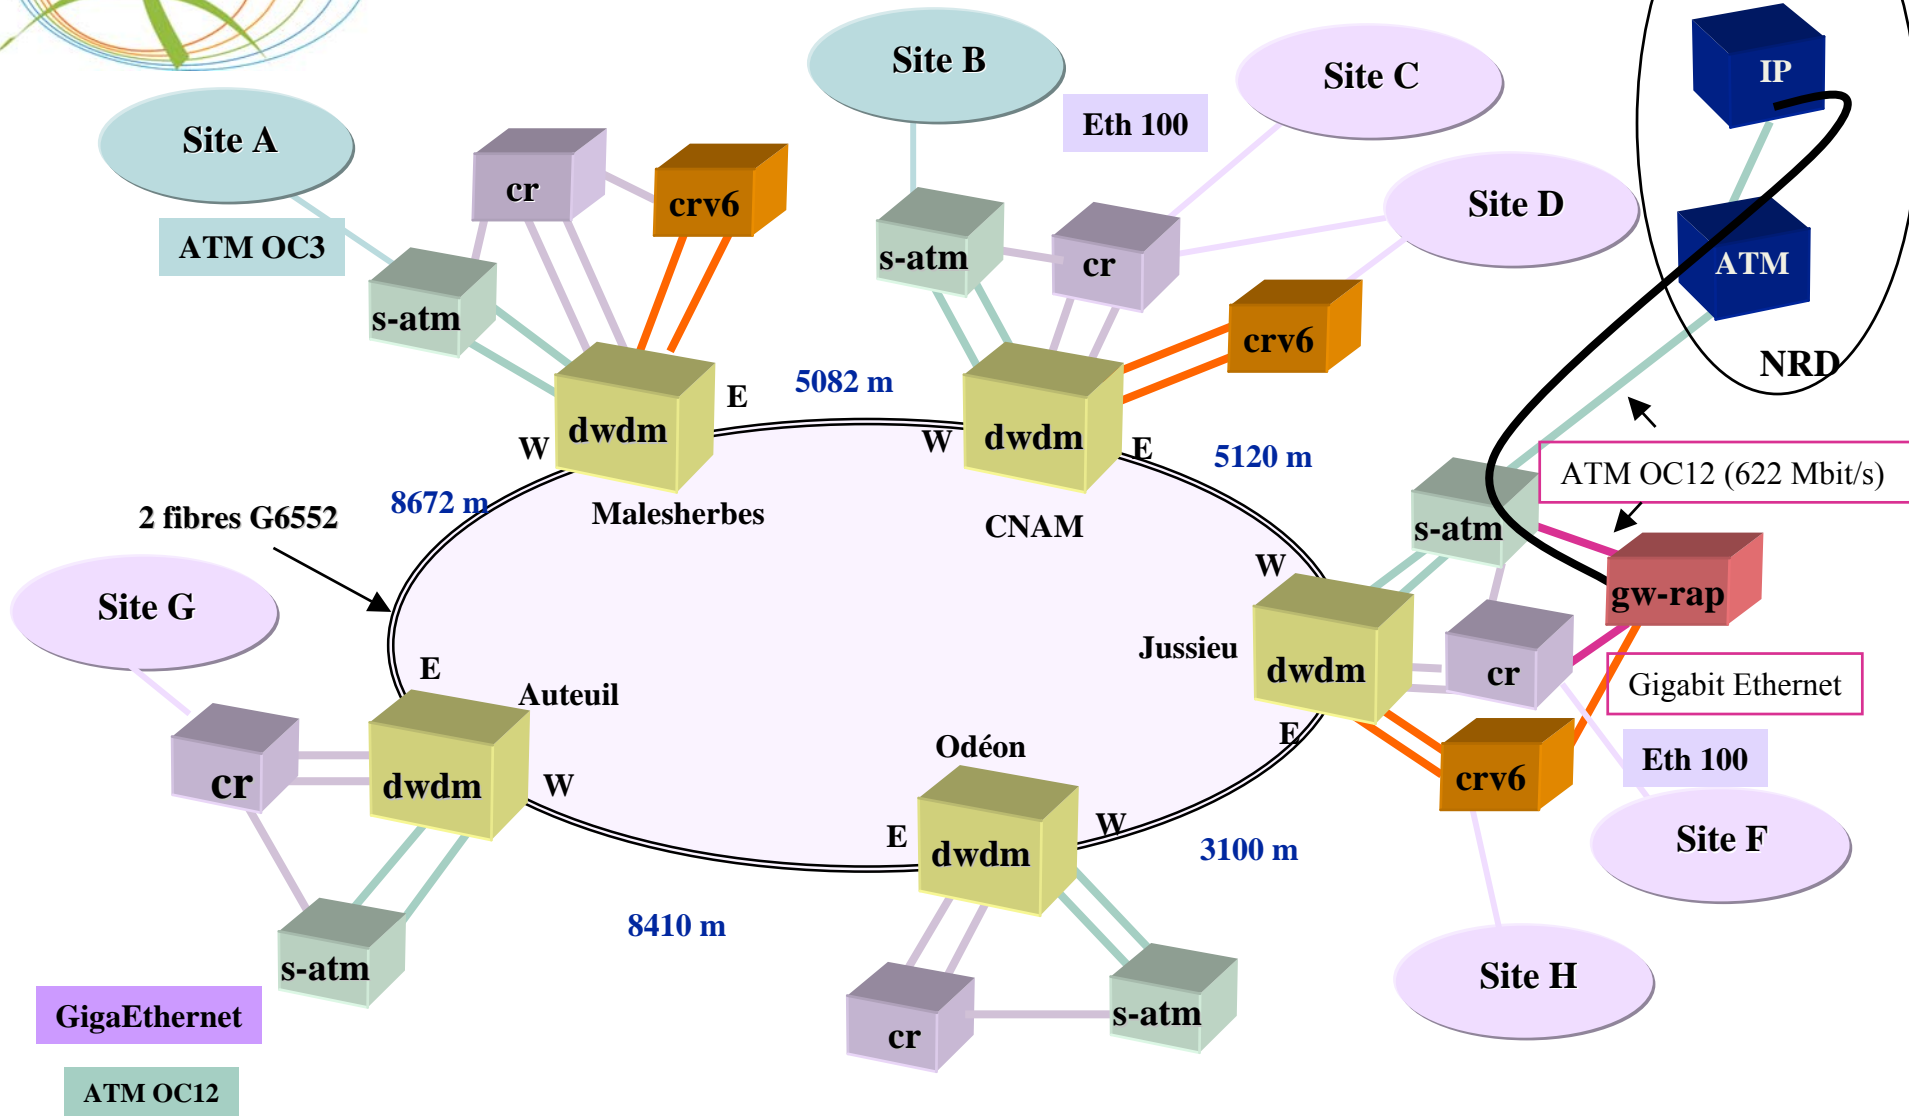 Site B
Site C
IP
Eth 100
Site A
cr
crv6
Site D
ATM OC3
s-atm
s-atm
cr
ATM
crv6
NRD
5082 m
E
W
dwdm
W
dwdm
E
5120 m
ATM OC12 (622 Mbit/s)
8672 m
Malesherbes
CNAM
2 fibres G6552
s-atm
W
gw-rap
Site G
Jussieu
dwdm
cr
Gigabit Ethernet
E
Auteuil
E
Odéon
Eth 100
cr
dwdm
W
crv6
E
dwdm
W
3100 m
Site F
8410 m
s-atm
Site H
GigaEthernet
cr
s-atm
ATM OC12